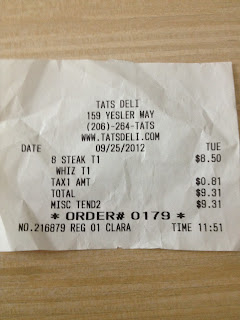 TATS DELI
159 YESLER WAY
(206)-264-TATS
WWW.TATSDELI.COM
DATE 09/25/2012 TUE
8 STEAK T1 $8.50
WHIZ T1
TAX1 AMT $0.81
TOTAL $9.31
MISC TEND2 $9.31
* ORDER# 0179 *
NO.216879 REG 01 CLARA TIME 11:51